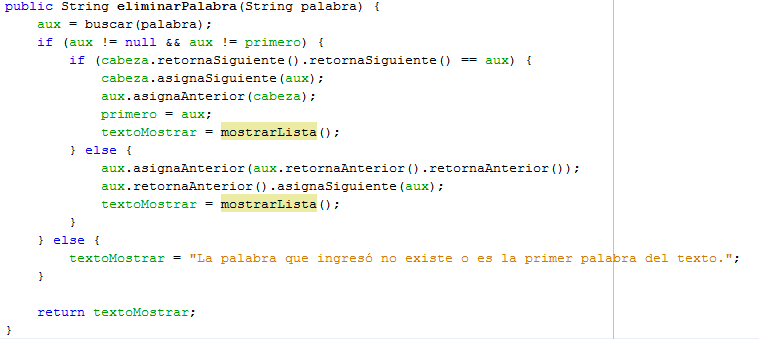 public String eliminarPalabra(String palabra) {
    aux = buscar(palabra);
    if (aux != null && aux != primero) {
        if (cabeza.retornaSiguiente().retornaSiguiente() == aux) {
            cabeza.asignaSiguiente(aux);
            aux.asignaAnterior(cabeza);
            primero = aux;
            textoMostrar = mostrarLista();
        } else {
            aux.asignaAnterior(aux.retornaAnterior().retornaAnterior());
            aux.retornaAnterior().asignaSiguiente(aux);
            textoMostrar = mostrarLista();
        }
    } else {
        textoMostrar = "La palabra que ingresó no existe o es la primer palabra del texto.";
    }

    return textoMostrar;
}